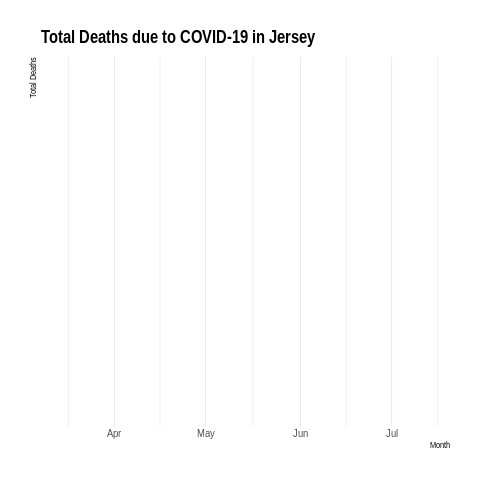 Total Deaths due to COVID-19 in Jersey
Total Deaths
Apr May Jun Jul
Month